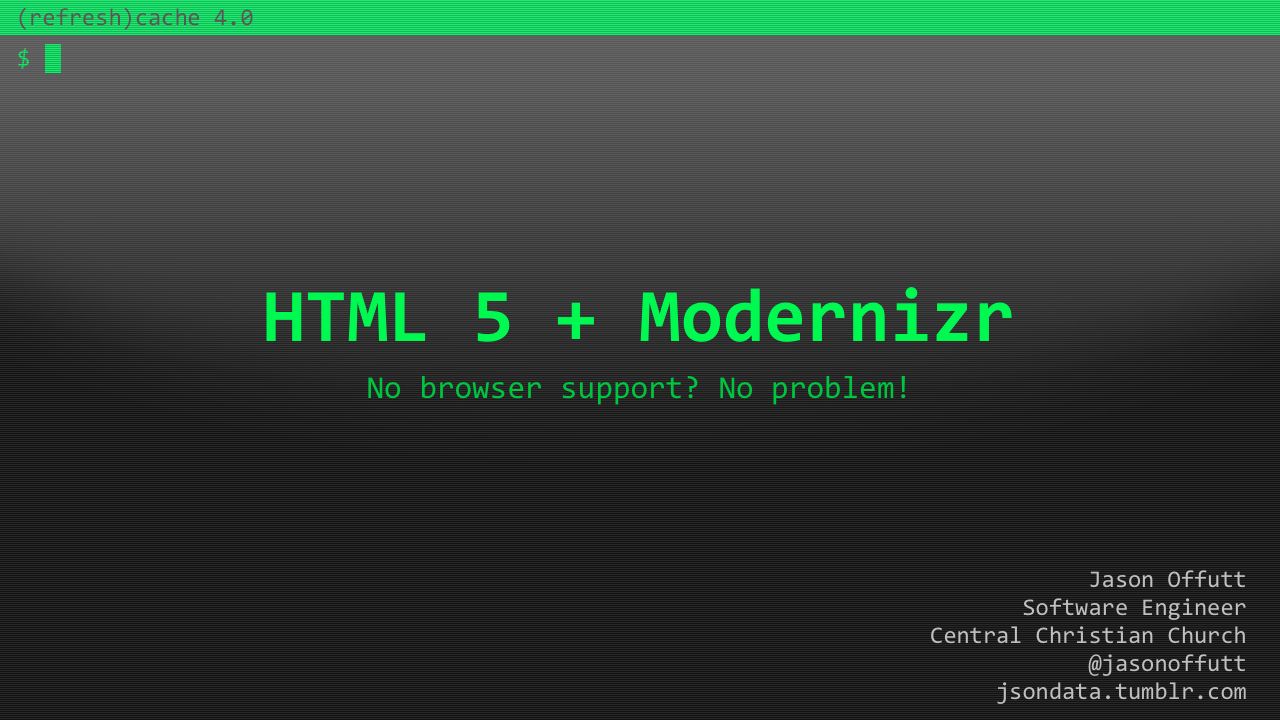 (refresh)cache 4.0
$
HTML 5 + Modernizr
No browser support? No problem!
Jason Offutt
Software Engineer
Central Christian Church
@jasonoffutt
jsondata.tumblr.com